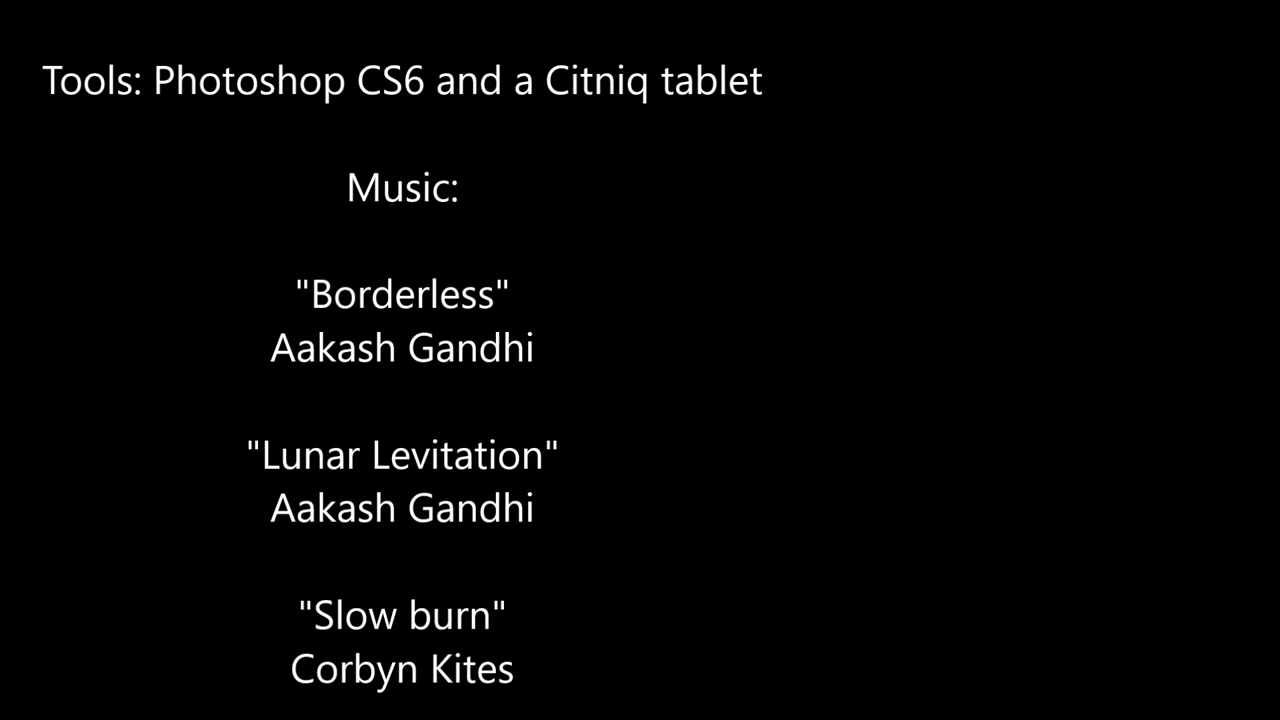 Tools: Photoshop CS6 and a Citniq tablet
Music:
"Borderless"
Aakash Gandhi
"Lunar Levitation"
Aakash Gandhi
"Slow burn"
Corbyn Kites